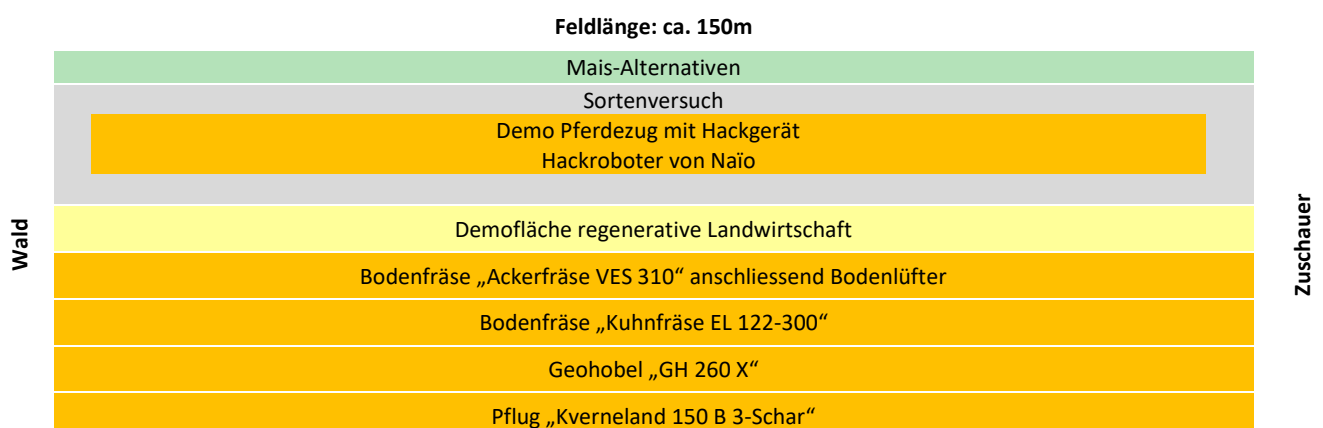 Feldlänge: ca. 150m
Mais-Alternativen
Sortenversuch
Demo Pferdezug mit Hackgerät
Hackroboter von Naïo
Wald
Zuschauer
Demofläche regenerative Landwirtschaft
Bodenfräse „Ackerfräse VES 310“ anschliessend Bodenlüfter
Bodenfräse „Kuhnfräse EL 122-300“
Geohobel „GH 260 X“
Pflug „Kverneland 150 B 3-Schar“